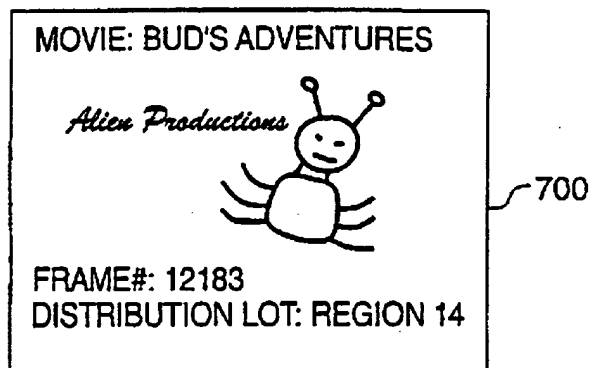 MOVIE: BUD'S ADVENTURES
Alien Productions
700
FRAME#: 12183
DISTRIBUTION LOT: REGION 14